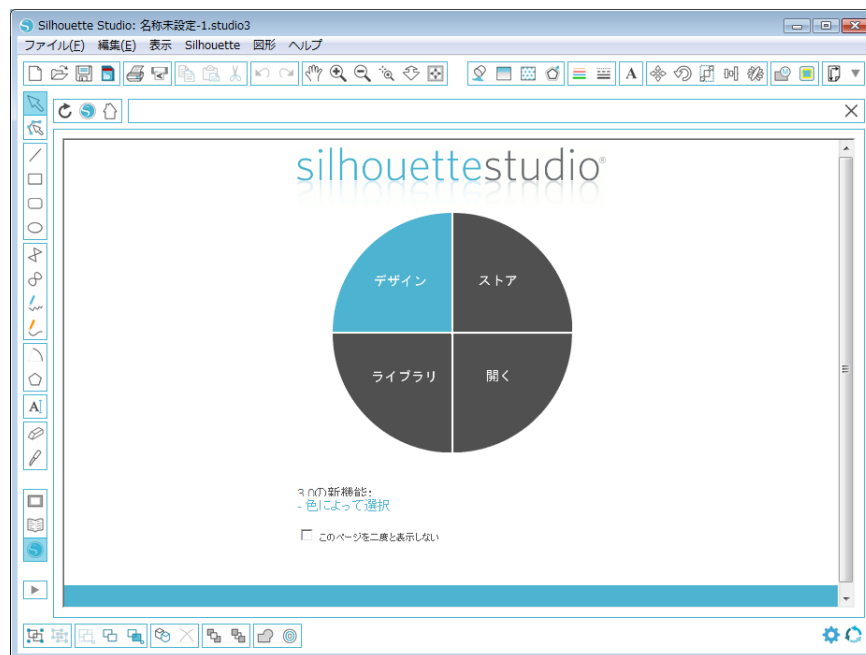 Silhouette Studio: 名称未設定-1.studio3
ファイル(F) 編集(E) 表示 Silhouette 図形 ヘルプ
silhouettestudio®
デザイン ストア
ライブラリ 開く
3.0の新機能:
- 色によって選択
このページを二度と表示しない